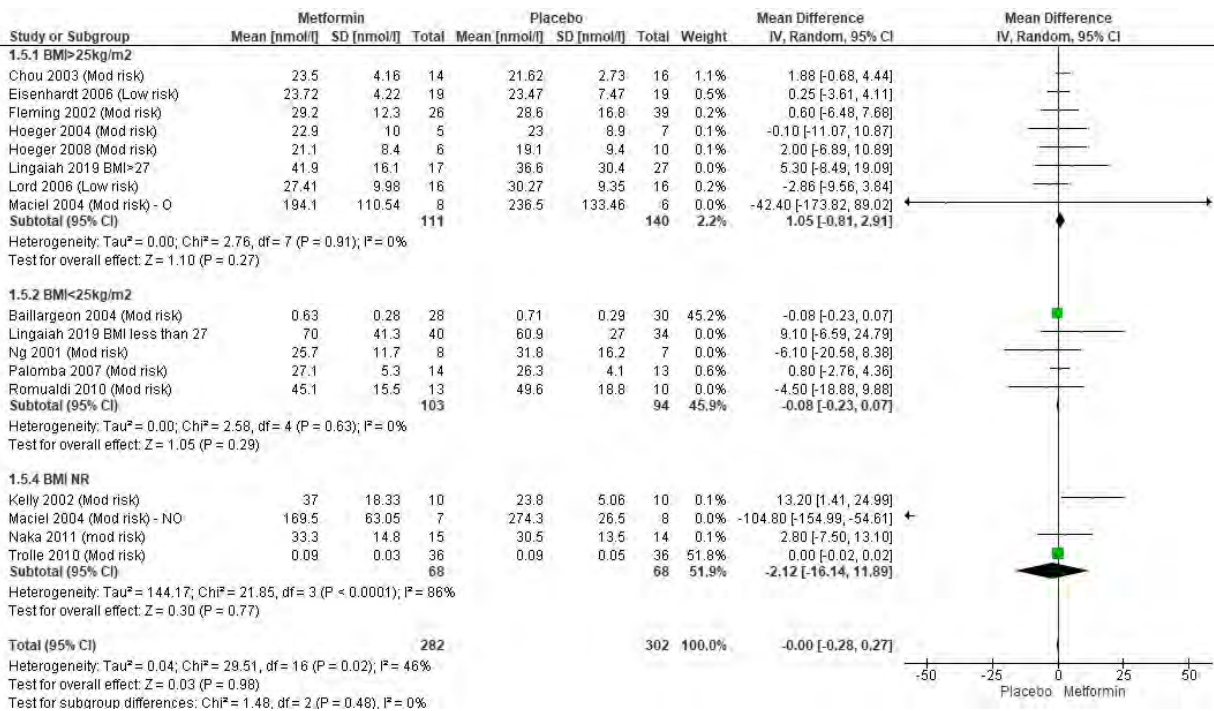 Metformin Placebo Mean Difference Mean Difference
Study or Subgroup Mean [nmol/l] SD [nmol/l] Total Mean [nmol/l] SD [nmol/l] Total Weight IV, Random, 95% CI IV, Random, 95% CI
1.5.1 BMI>25kg/m2
Chou 2003 (Mod risk) 23.5 4.16 14 21.62 2.73 16 1.1% 1.88 [-0.68, 4.44]
Eisenhardt 2006 (Low risk) 23.72 4.22 19 23.47 7.47 19 0.5% 0.25 [-3.61, 4.11]
Fleming 2002 (Mod risk) 29.2 12.3 26 28.6 16.8 39 0.2% 0.60 [-6.48, 7.68]
Hoeger 2004 (Mod risk) 22.9 10 5 23 8.9 7 0.1% -0.10 [-11.07, 10.87]
Hoeger 2008 (Mod risk) 21.1 8.4 6 19.1 9.4 10 0.1% 2.00 [-6.89, 10.89]
Lingaiah 2019 BMI>27 41.9 16.1 17 36.6 30.4 27 0.0% 5.30 [-8.49, 19.09]
Lord 2006 (Low risk) 27.41 9.98 16 30.27 9.35 16 0.2% -2.86 [-9.56, 3.84]
Maciel 2004 (Mod risk) - O 194.1 110.54 8 236.5 133.46 6 0.0% -42.40 [-173.82, 89.02]
Subtotal (95% CI) 111 140 2.2% 1.05 [-0.81, 2.91]
Heterogeneity: Tau² = 0.00; Chi² = 2.76, df = 7 (P = 0.91); I² = 0%
Test for overall effect: Z = 1.10 (P = 0.27)
1.5.2 BMI<25kg/m2
Baillargeon 2004 (Mod risk) 0.63 0.28 28 0.71 0.29 30 45.2% -0.08 [-0.23, 0.07]
Lingaiah 2019 BMI less than 27 70 41.3 40 60.9 27 34 0.0% 9.10 [-6.59, 24.79]
Ng 2001 (Mod risk) 25.7 11.7 8 31.8 16.2 7 0.0% -6.10 [-20.58, 8.38]
Palomba 2007 (Mod risk) 27.1 5.3 14 26.3 4.1 13 0.6% 0.80 [-2.76, 4.36]
Romualdi 2010 (Mod risk) 45.1 15.5 13 49.6 18.8 10 0.0% -4.50 [-18.88, 9.88]
Subtotal (95% CI) 103 94 45.9% -0.08 [-0.23, 0.07]
Heterogeneity: Tau² = 0.00; Chi² = 2.58, df = 4 (P = 0.63); I² = 0%
Test for overall effect: Z = 1.05 (P = 0.29)
1.5.4 BMI NR
Kelly 2002 (Mod risk) 37 18.33 10 23.8 5.06 10 0.1% 13.20 [1.41, 24.99]
Maciel 2004 (Mod risk) - NO 169.5 63.05 7 274.3 26.5 8 0.0% -104.80 [-154.99, -54.61]
Naka 2011 (mod risk) 33.3 14.8 15 30.5 13.5 14 0.1% 2.80 [-7.50, 13.10]
Trolle 2010 (Mod risk) 0.09 0.03 36 0.09 0.05 36 51.8% 0.00 [-0.02, 0.02]
Subtotal (95% CI) 68 68 51.9% -2.12 [-16.14, 11.89]
Heterogeneity: Tau² = 144.17; Chi² = 21.85, df = 3 (P < 0.0001); I² = 86%
Test for overall effect: Z = 0.30 (P = 0.77)
Total (95% CI) 282 302 100.0% -0.00 [-0.28, 0.27]
Heterogeneity: Tau² = 0.04; Chi² = 29.51, df = 16 (P = 0.02); I² = 46%
Test for overall effect: Z = 0.03 (P = 0.98)
Test for subgroup differences: Chi² = 1.48, df = 2 (P = 0.48), I² = 0%
-50 -25 0 25 50
Placebo Metformin